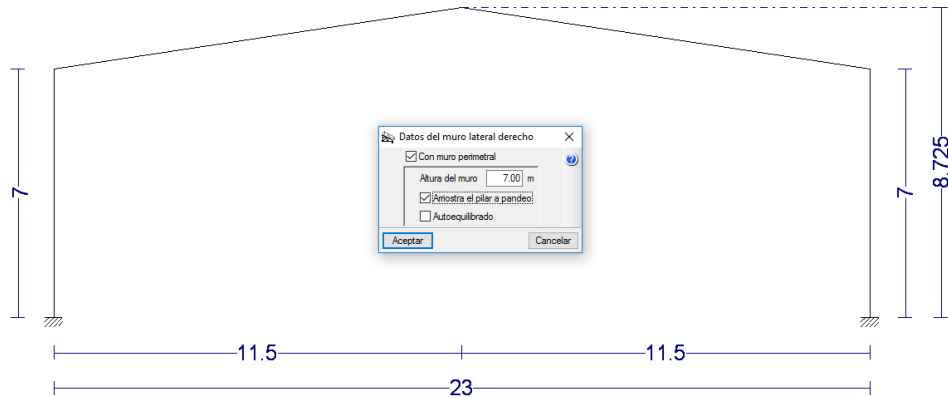 Datos del muro lateral derecho
Con muro perimetral
Altura del muro 7.00 m
Arriostra el pilar a pandeo
Autoequilibrado
Aceptar Cancelar
7
7
8.725
11.5 11.5
23